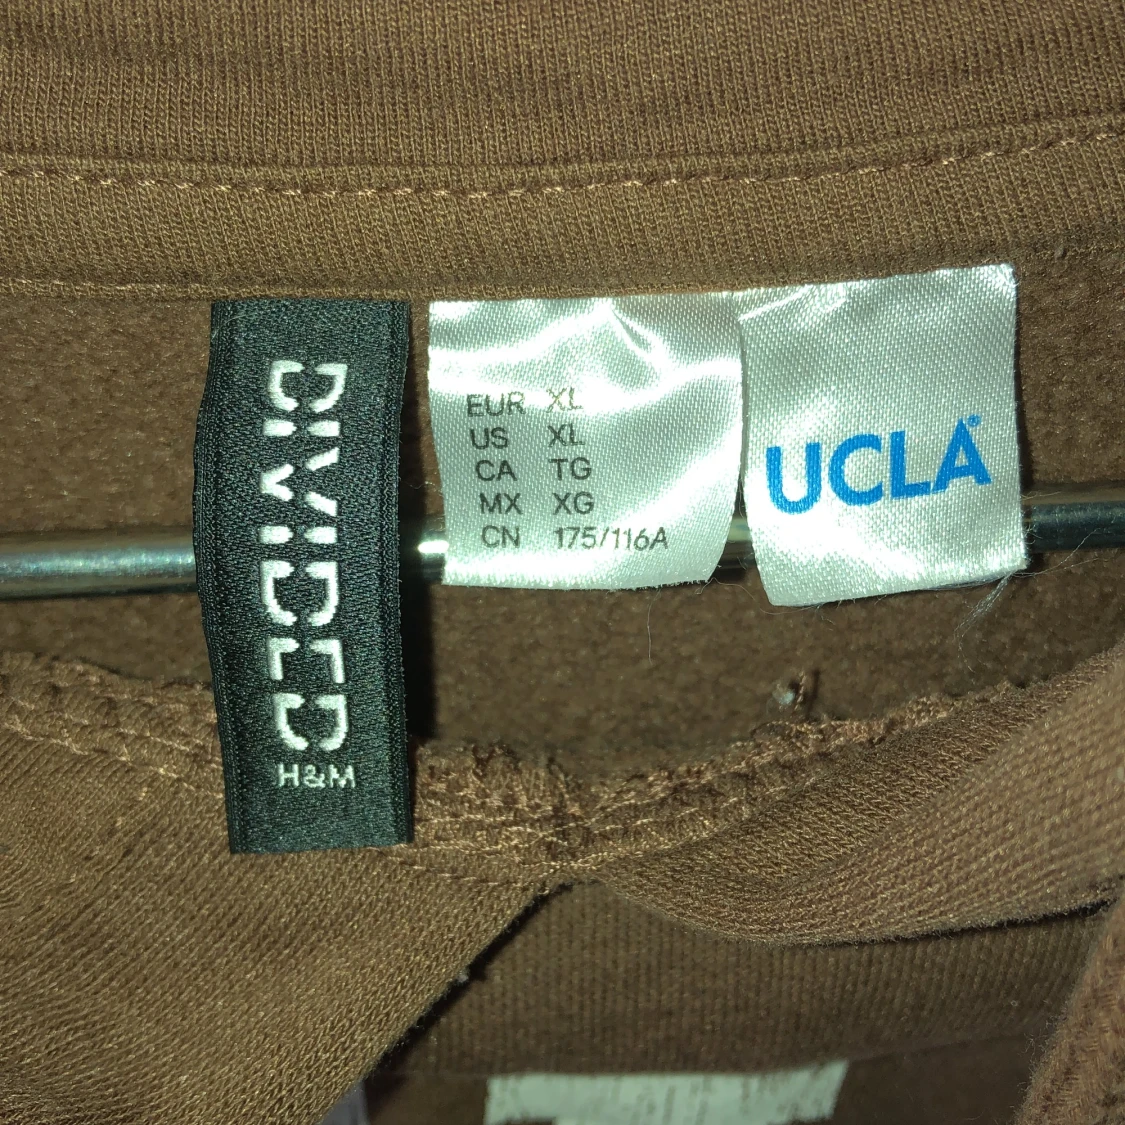 DIVIDED
H&M
EUR XL
US XL
CA TG
MX XG
CN 175/116A
UCLA®